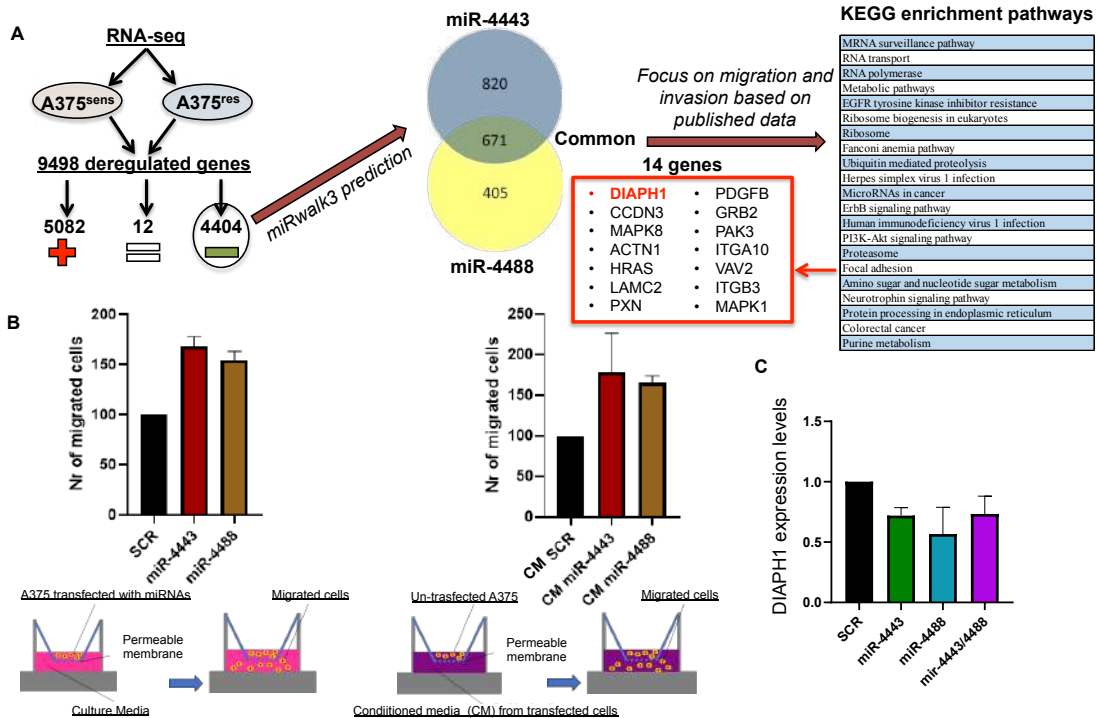 A
RNA-seq
A375sens
A375res
9498 deregulated genes
5082
12
4404
miRwalk3 prediction
miR-4443
820
671
405
miR-4488
Common
Focus on migration and
invasion based on
published data
14 genes
• DIAPH1
• CCDN3
• MAPK8
• ACTN1
• HRAS
• LAMC2
• PXN
• PDGFB
• GRB2
• PAK3
• ITGA10
• VAV2
• ITGB3
• MAPK1
KEGG enrichment pathways
MRNA surveillance pathway
RNA transport
RNA polymerase
Metabolic pathways
EGFR tyrosine kinase inhibitor resistance
Ribosome biogenesis in eukaryotes
Ribosome
Fanconi anemia pathway
Ubiquitin mediated proteolysis
Herpes simplex virus 1 infection
MicroRNAs in cancer
ErbB signaling pathway
Human immunodeficiency virus 1 infection
PI3K-Akt signaling pathway
Proteasome
Focal adhesion
Amino sugar and nucleotide sugar metabolism
Neurotrophin signaling pathway
Protein processing in endoplasmic reticulum
Colorectal cancer
Purine metabolism
B
Nr of migrated cells
200
150
100
50
0
SCR
miR-4443
miR-4488
Nr of migrated cells
250
200
150
100
50
0
CM SCR
CM miR-4443
CM miR-4488
A375 transfected with miRNAs
Migrated cells
Permeable
membrane
Culture Media
Un-trasfected A375
Migrated cells
Permeable
membrane
Conditiioned media (CM) from transfected cells
C
DIAPH1 expression levels
1.5
1.0
0.5
0.0
SCR
miR-4443
miR-4488
mir-4443/4488